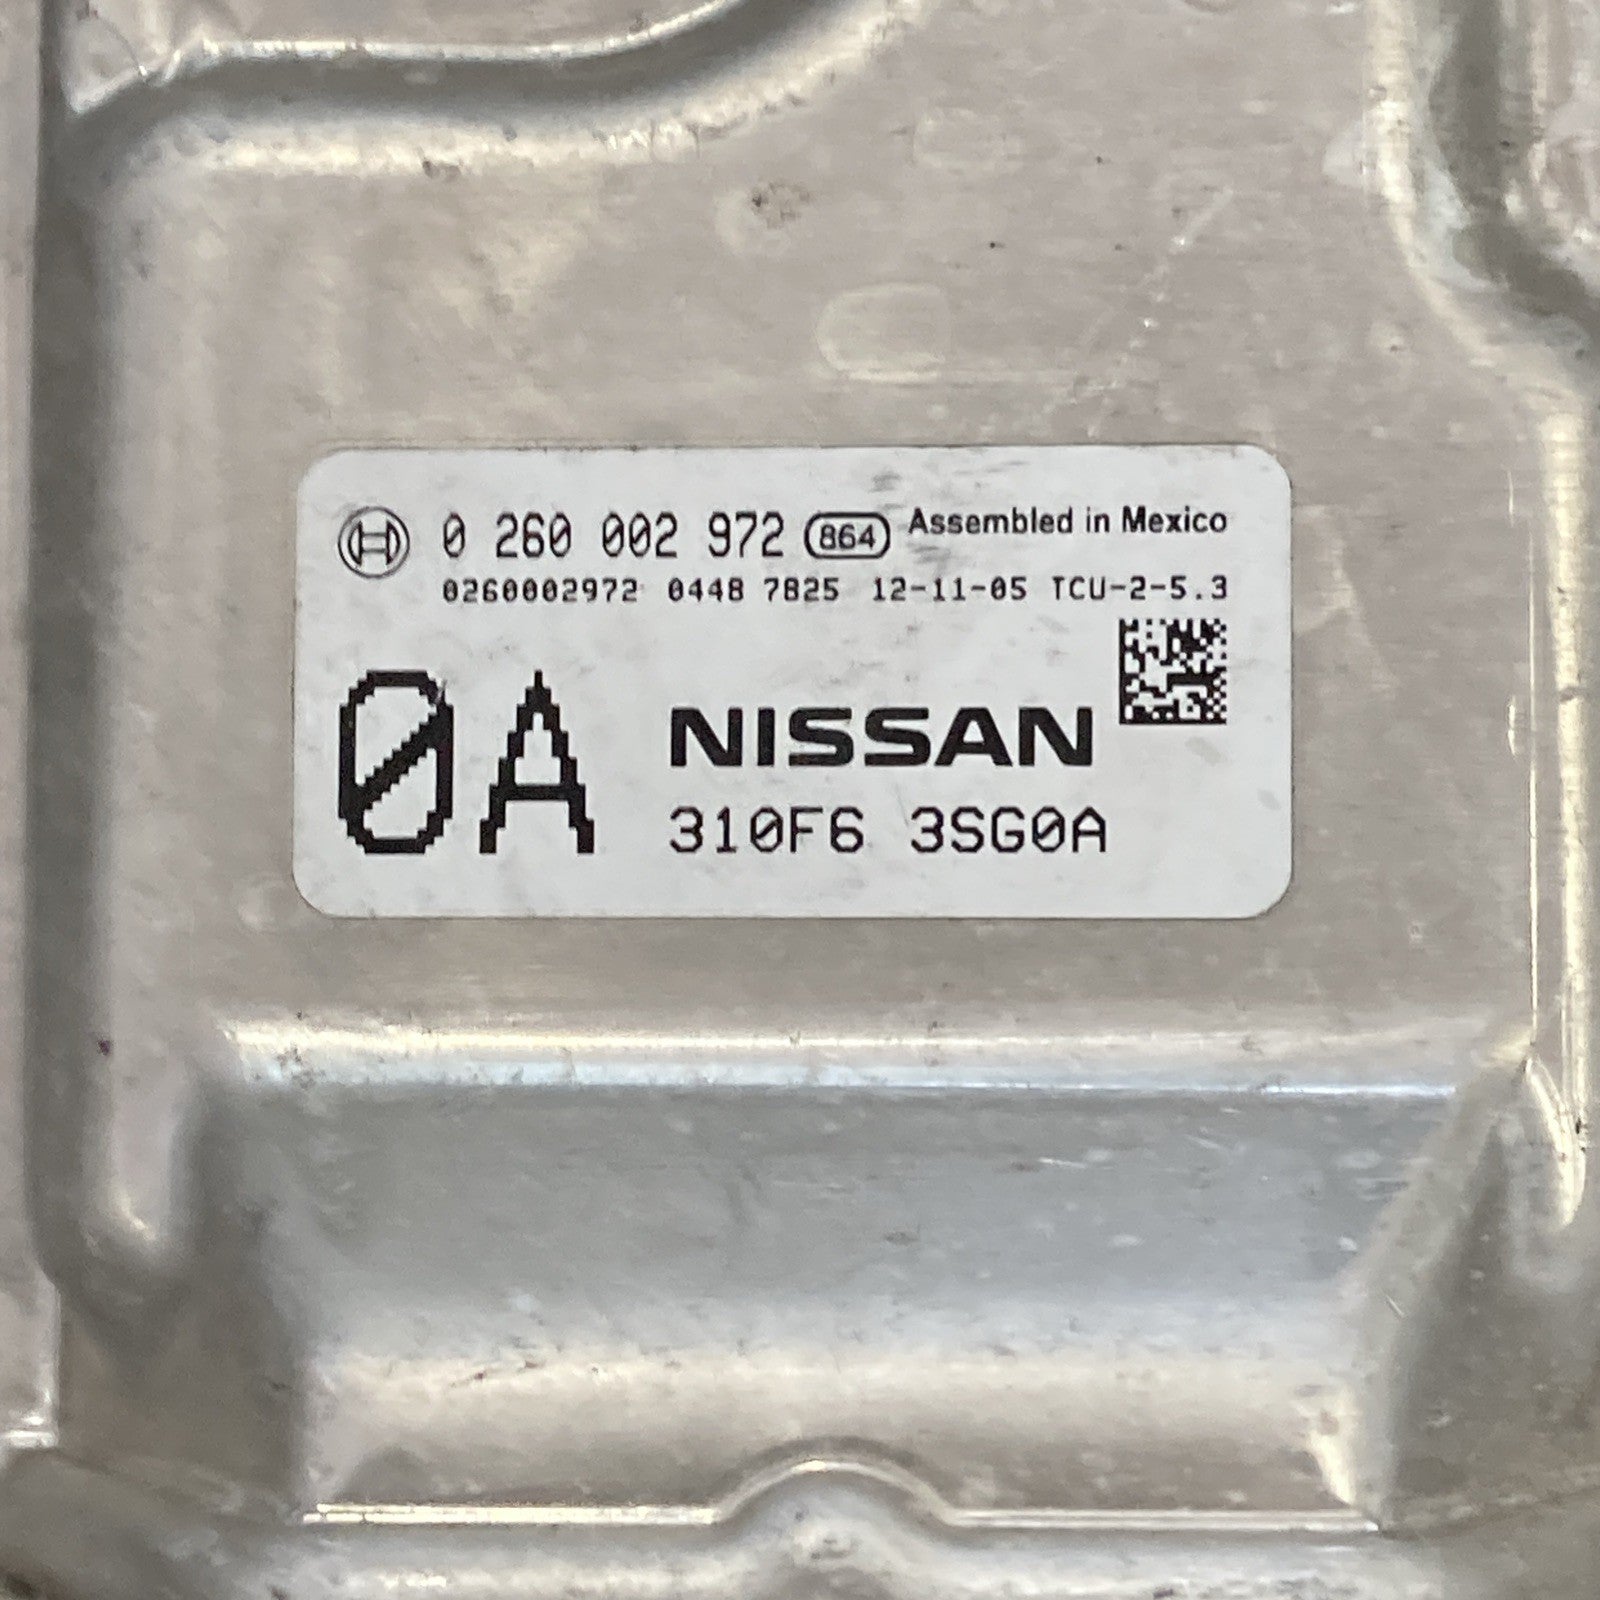 0 260 002 972 864 Assembled in Mexico
0260002972 0448 7825 12-11-05 TCU-2-5.3
0A NISSAN
310F6 3SG0A